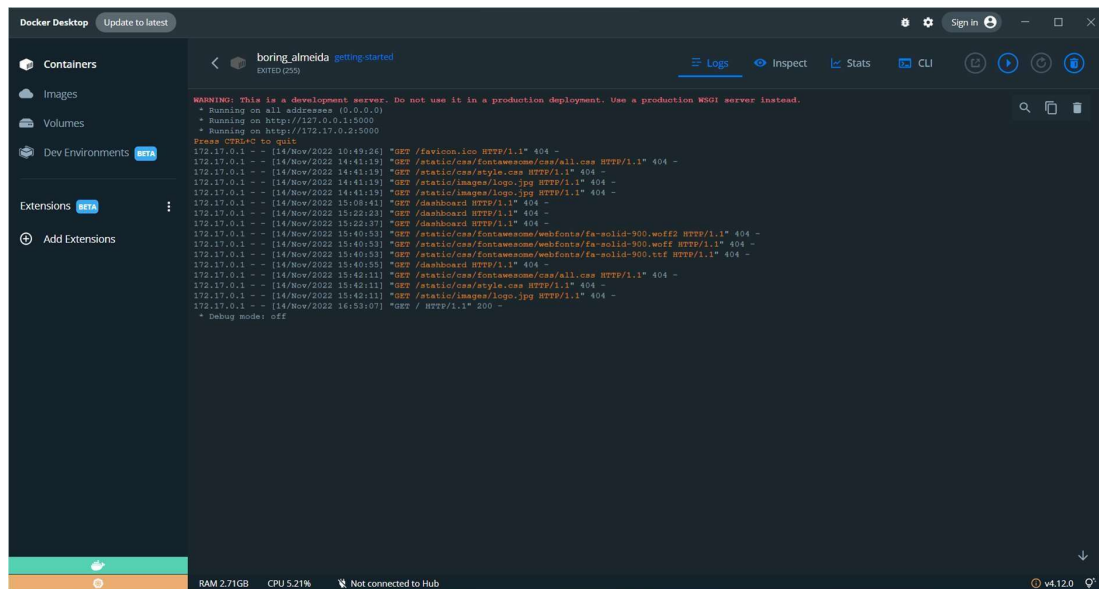 Docker Desktop Update to latest Sign in
Containers
Images
Volumes
Dev Environments BETA
Extensions BETA
Add Extensions
boring_almeida getting-started
EXITED (255)
Logs Inspect Stats CLI
WARNING: This is a development server. Do not use it in a production deployment. Use a production WSGI server instead.
* Running on all addresses (0.0.0.0)
* Running on http://127.0.0.1:5000
* Running on http://172.17.0.2:5000
Press CTRL+C to quit
172.17.0.1 - - [14/Nov/2022 10:49:26] "GET /favicon.ico HTTP/1.1" 404 -
172.17.0.1 - - [14/Nov/2022 14:41:19] "GET /static/css/fontawesome/css/all.css HTTP/1.1" 404 -
172.17.0.1 - - [14/Nov/2022 14:41:19] "GET /static/css/style.css HTTP/1.1" 404 -
172.17.0.1 - - [14/Nov/2022 14:41:19] "GET /static/images/logo.jpg HTTP/1.1" 404 -
172.17.0.1 - - [14/Nov/2022 14:41:19] "GET /static/images/logo.jpg HTTP/1.1" 404 -
172.17.0.1 - - [14/Nov/2022 15:08:41] "GET /dashboard HTTP/1.1" 404 -
172.17.0.1 - - [14/Nov/2022 15:22:23] "GET /dashboard HTTP/1.1" 404 -
172.17.0.1 - - [14/Nov/2022 15:22:37] "GET /dashboard HTTP/1.1" 404 -
172.17.0.1 - - [14/Nov/2022 15:40:53] "GET /static/css/fontawesome/webfonts/fa-solid-900.woff2 HTTP/1.1" 404 -
172.17.0.1 - - [14/Nov/2022 15:40:53] "GET /static/css/fontawesome/webfonts/fa-solid-900.woff HTTP/1.1" 404 -
172.17.0.1 - - [14/Nov/2022 15:40:53] "GET /static/css/fontawesome/webfonts/fa-solid-900.ttf HTTP/1.1" 404 -
172.17.0.1 - - [14/Nov/2022 15:40:55] "GET /dashboard HTTP/1.1" 404 -
172.17.0.1 - - [14/Nov/2022 15:42:11] "GET /static/css/fontawesome/css/all.css HTTP/1.1" 404 -
172.17.0.1 - - [14/Nov/2022 15:42:11] "GET /static/css/style.css HTTP/1.1" 404 -
172.17.0.1 - - [14/Nov/2022 15:42:11] "GET /static/images/logo.jpg HTTP/1.1" 404 -
172.17.0.1 - - [14/Nov/2022 16:53:07] "GET / HTTP/1.1" 200 -
* Debug mode: off
RAM 2.71GB CPU 5.21% Not connected to Hub v4.12.0